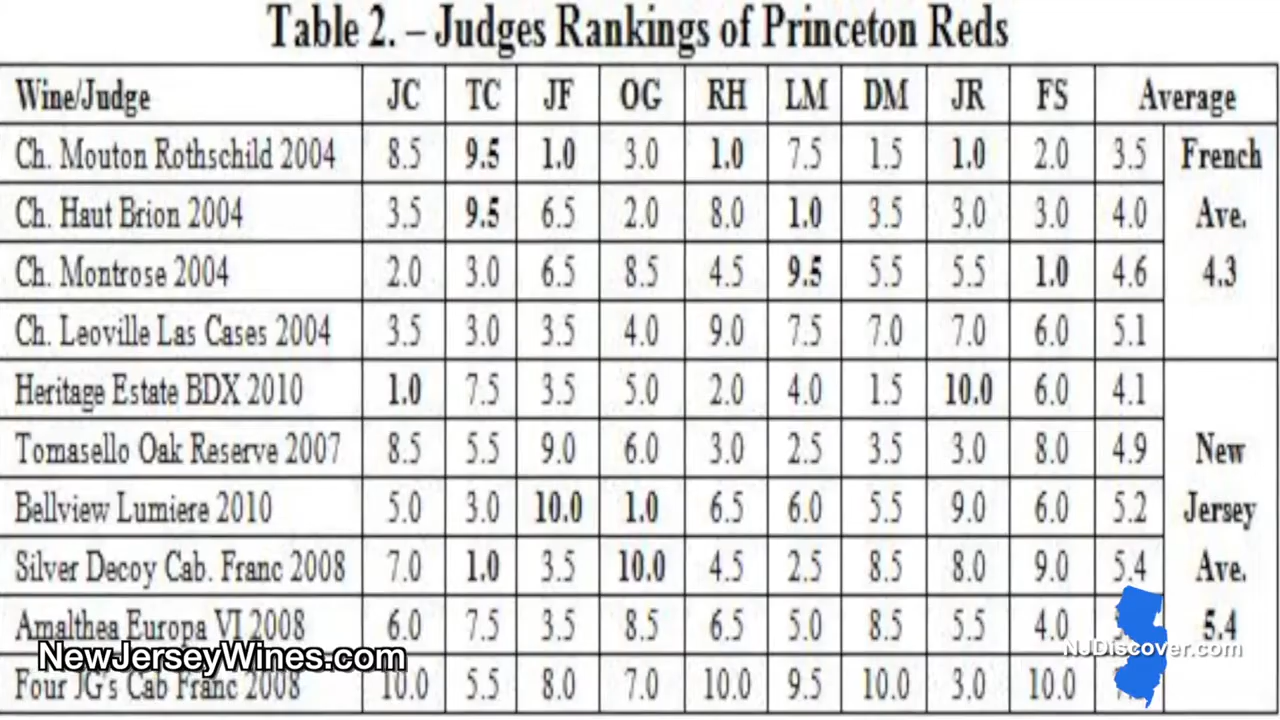 Table 2. – Judges Rankings of Princeton Reds
Wine/Judge JC TC JF OG RH LM DM JR FS Average
Ch. Mouton Rothschild 2004 8.5 9.5 1.0 3.0 1.0 7.5 1.5 1.0 2.0 3.5 French
Ch. Haut Brion 2004 3.5 9.5 6.5 2.0 8.0 1.0 3.5 3.0 3.0 4.0 Ave.
Ch. Montrose 2004 2.0 3.0 6.5 8.5 4.5 9.5 5.5 5.5 1.0 4.6 4.3
Ch. Leoville Las Cases 2004 3.5 3.0 3.5 4.0 9.0 7.5 7.0 7.0 6.0 5.1
Heritage Estate BDX 2010 1.0 7.5 3.5 5.0 2.0 4.0 1.5 10.0 6.0 4.1
Tomasello Oak Reserve 2007 8.5 5.5 9.0 6.0 3.0 2.5 3.5 3.0 8.0 4.9 New
Bellview Lumiere 2010 5.0 3.0 10.0 1.0 6.5 6.0 5.5 9.0 6.0 5.2 Jersey
Silver Decoy Cab. Franc 2008 7.0 1.0 3.5 10.0 4.5 2.5 8.5 8.0 9.0 5.4 Ave.
Amalthea Europa VI 2008 6.0 7.5 3.5 8.5 6.5 5.0 8.5 5.5 4.0 5.4
NewJerseyWines.com
NJDiscover.com
Four JG's Cab Franc 2008 10.0 5.5 8.0 7.0 10.0 9.5 10.0 3.0 10.0